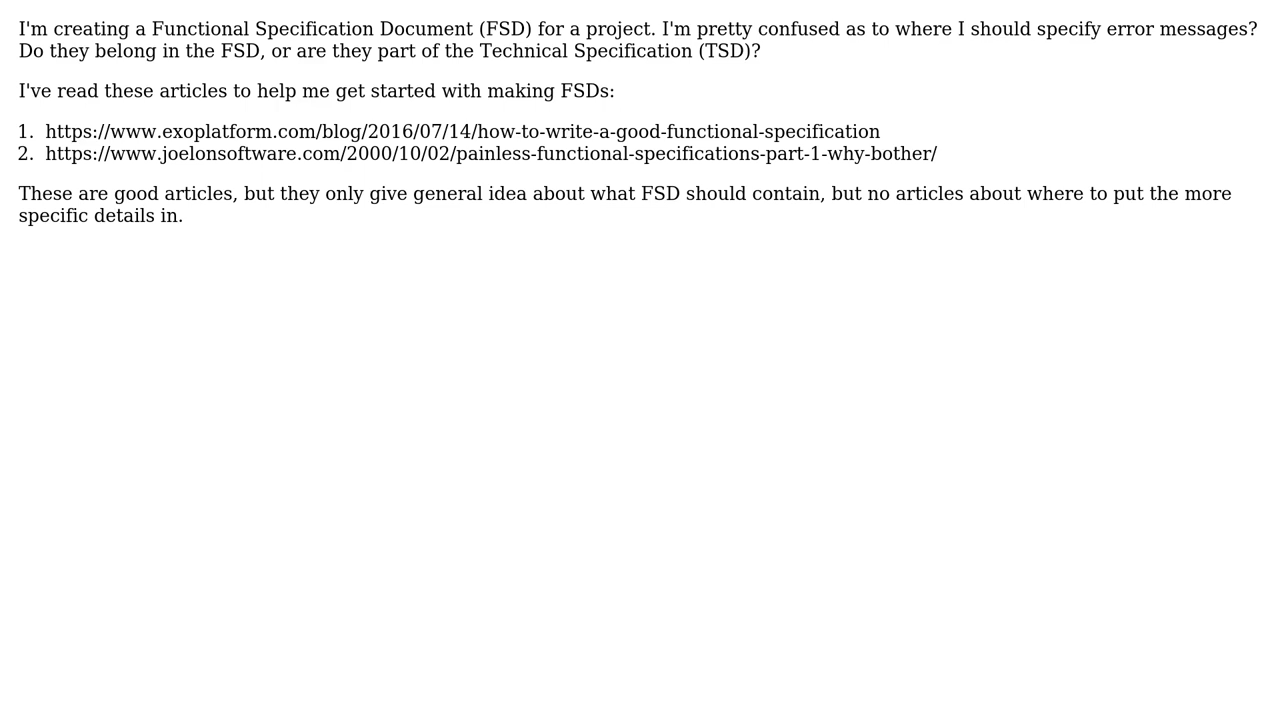 I'm creating a Functional Specification Document (FSD) for a project. I'm pretty confused as to where I should specify error messages?
Do they belong in the FSD, or are they part of the Technical Specification (TSD)?
I've read these articles to help me get started with making FSDs:
1. https://www.exoplatform.com/blog/2016/07/14/how-to-write-a-good-functional-specification
2. https://www.joelonsoftware.com/2000/10/02/painless-functional-specifications-part-1-why-bother/
These are good articles, but they only give general idea about what FSD should contain, but no articles about where to put the more
specific details in.